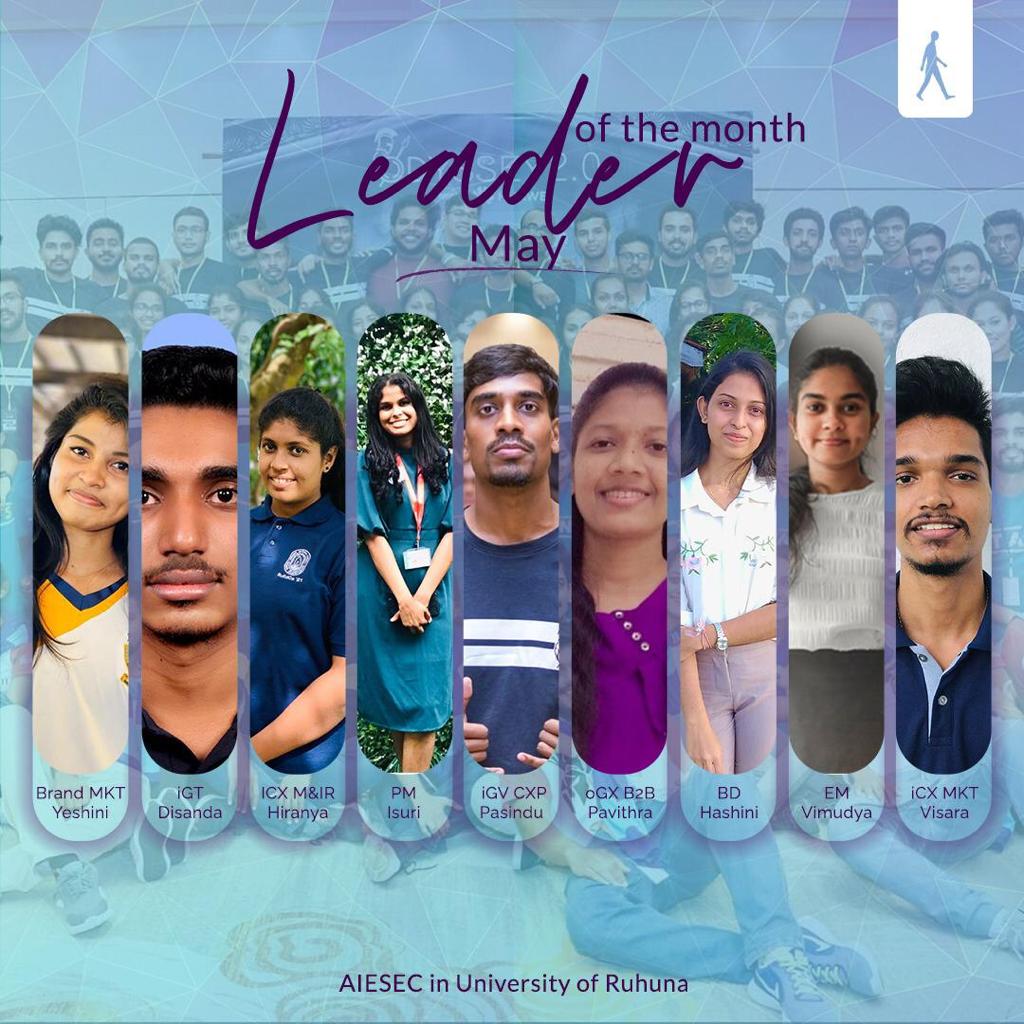 Leader
of the month
May
Brand MKT
Yeshini
iGT
Disanda
ICX M&IR
Hiranya
PM
Isuri
iGV CXP
Pasindu
oGX B2B
Pavithra
BD
Hashini
EM
Vimudya
iCX MKT
Visara
AIESEC in University of Ruhuna